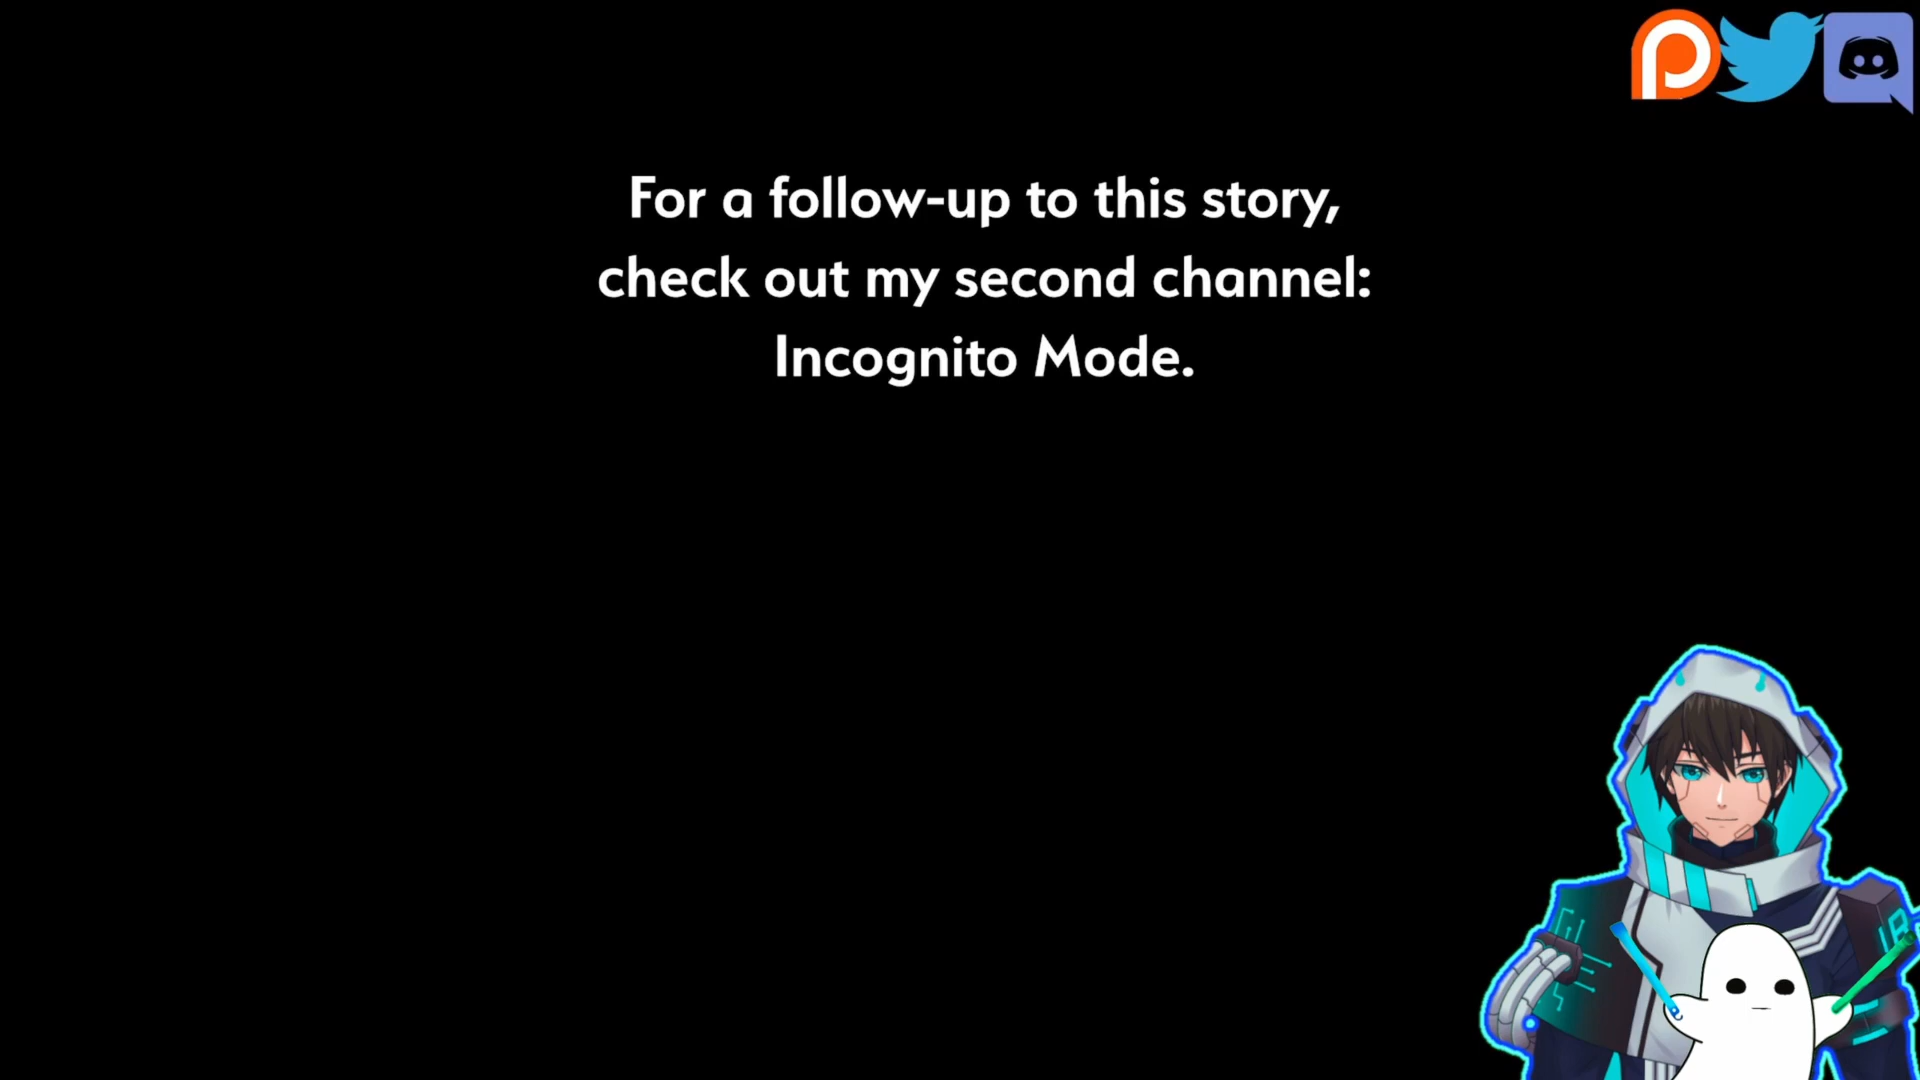 For a follow-up to this story,
check out my second channel:
Incognito Mode.